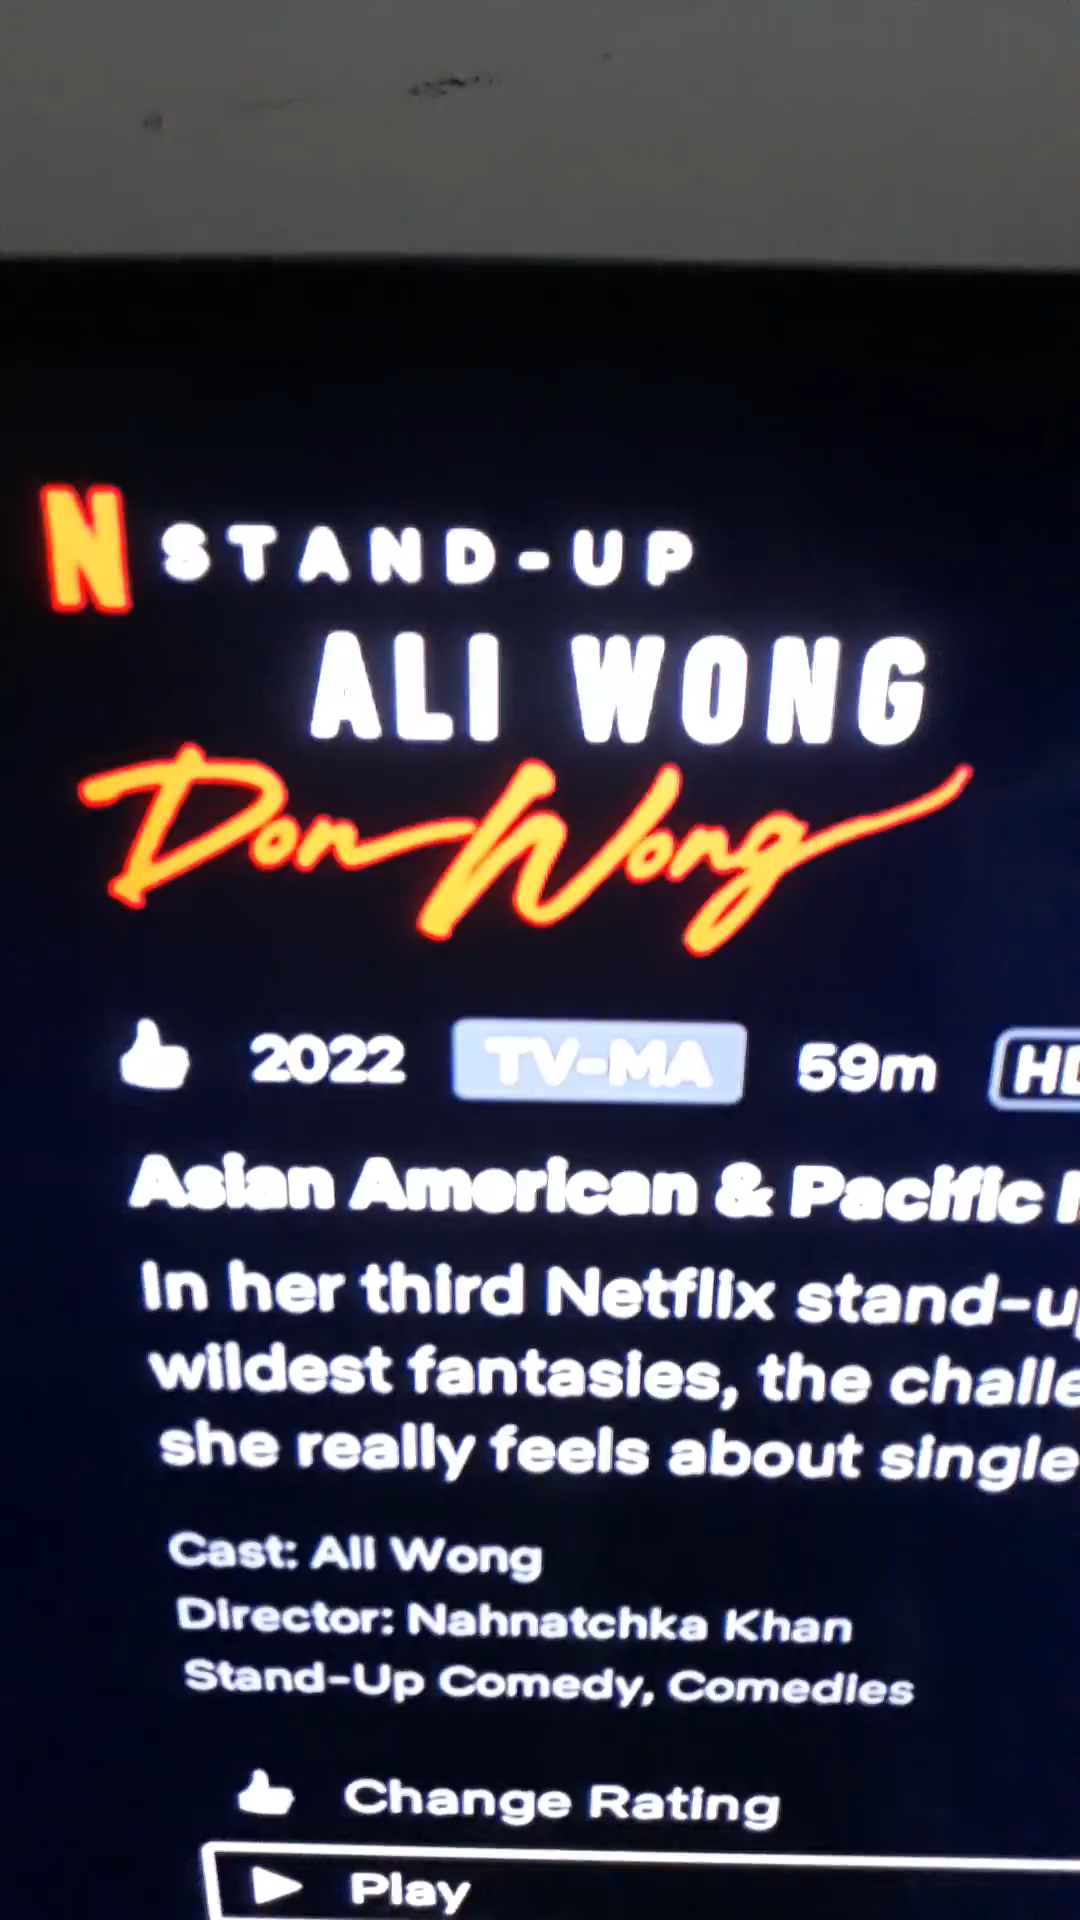 N STAND-UP
ALI WONG
Don Wong
2022 TV-MA 59m
Asian American & Pacific
In her third Netflix stand-u
wildest fantasies, the challe
she really feels about single
Cast: Ali Wong
Director: Nahnatchka Khan
Stand-Up Comedy, Comedies
Change Rating
Play